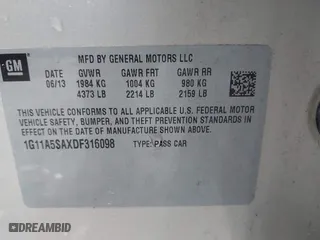 GM
MFD BY GENERAL MOTORS LLC
DATE GVWR GAWR FRT GAWR RR
06/13 1984 KG 1004 KG 980 KG
4373 LB 2214 LB 2159 LB
THIS VEHICLE CONFORMS TO ALL APPLICABLE U.S. FEDERAL MOTOR
VEHICLE SAFETY, BUMPER, AND THEFT PREVENTION STANDARDS IN
EFFECT ON THE DATE OF MANUFACTURE SHOWN ABOVE.
1G11A5SAXDF316098 TYPE: PASS CAR
© DREAMBID.COM